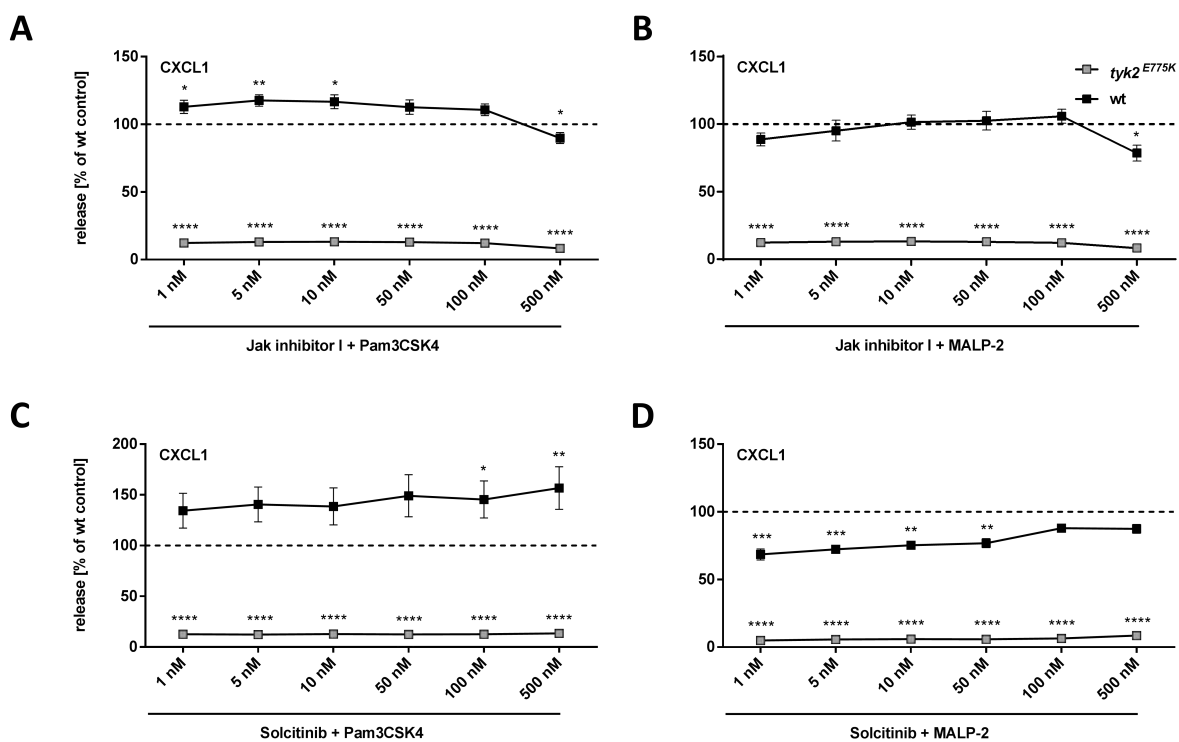 A
B
150
CXCL1
* ** * *
100
50
**** **** **** **** **** ****
0
release [% of wt control]
1 nM 5 nM 10 nM 50 nM 100 nM 500 nM
Jak inhibitor I + Pam3CSK4
150
CXCL1
tyk2 E775K
wt
*
100
50
**** **** **** **** **** ****
0
1 nM 5 nM 10 nM 50 nM 100 nM 500 nM
Jak inhibitor I + MALP-2
C
D
200
CXCL1
* **
150
100
50
**** **** **** **** **** ****
0
release [% of wt control]
1 nM 5 nM 10 nM 50 nM 100 nM 500 nM
Solcitinib + Pam3CSK4
150
CXCL1
100
*** *** ** **
50
**** **** **** **** **** ****
0
1 nM 5 nM 10 nM 50 nM 100 nM 500 nM
Solcitinib + MALP-2